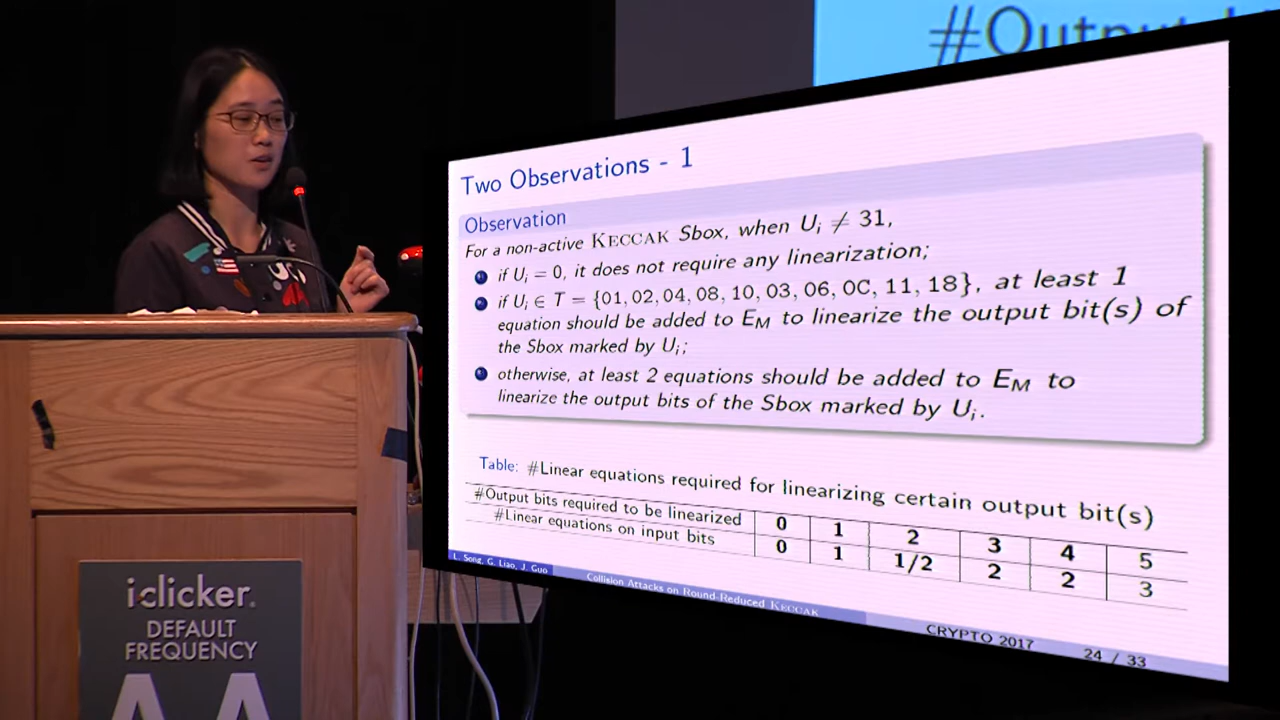 #Output
Two Observations - 1
Observation
For a non-active KECCAK Sbox, when Uᵢ ≠ 31,
if Uᵢ = 0, it does not require any linearization;
if Uᵢ ∈ T = {01, 02, 04, 08, 10, 03, 06, 0C, 11, 18}, at least 1
equation should be added to E_M to linearize the output bit(s) of
the Sbox marked by Uᵢ;
otherwise, at least 2 equations should be added to E_M to
linearize the output bits of the Sbox marked by Uᵢ.
Table: #Linear equations required for linearizing certain output bit(s)
#Output bits required to be linearized 0 1 2 3 4 5
#Linear equations on input bits 0 1 1/2 2 2 3
L. Song, G. Liao, J. Guo Collision Attacks on Round-Reduced KECCAK CRYPTO 2017 24 / 33
iclicker.
DEFAULT
FREQUENCY
AA